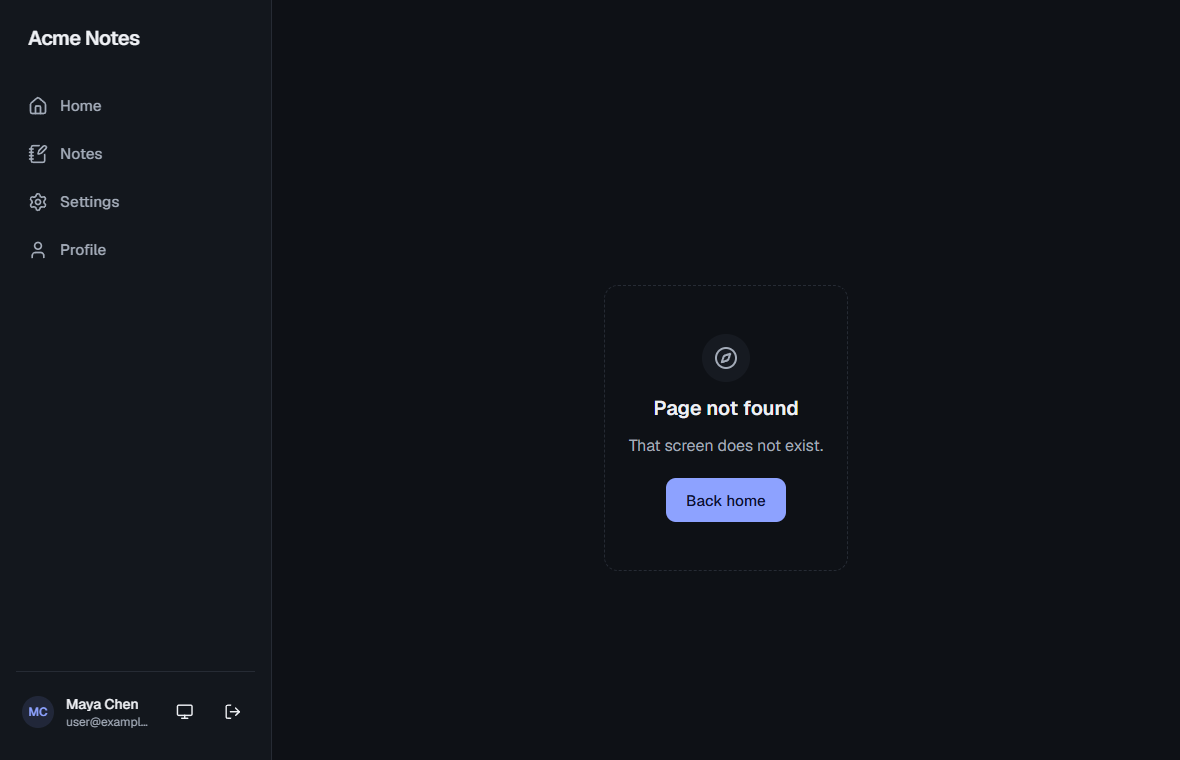 Acme Notes
Home
Notes
Settings
Profile
Page not found
That screen does not exist.
Back home
MC
Maya Chen
user@exampl…